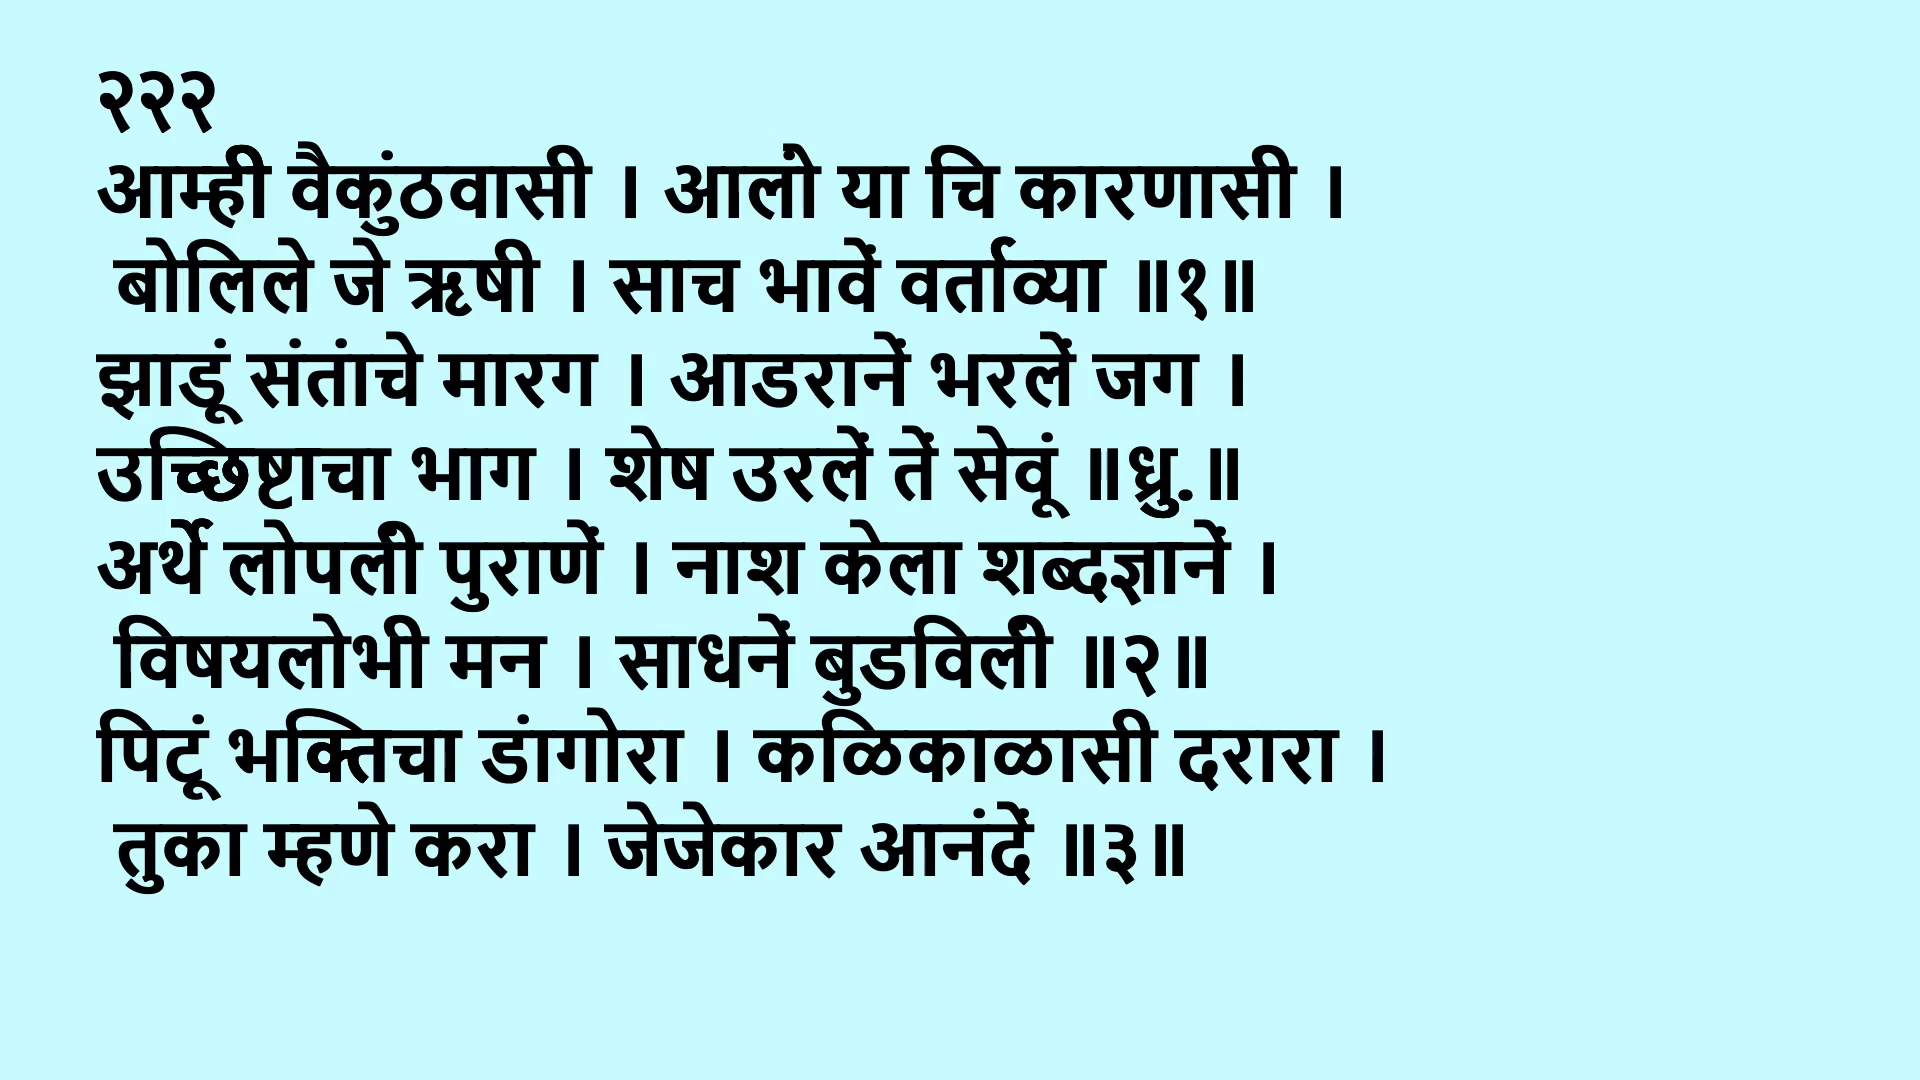 २२२
आम्ही वैकुंठवासी । आलों या चि कारणासी ।
बोलिले जे ऋषी । साच भावें वर्ताव्या ॥१॥
झाडूं संतांचे मारग । आडरानें भरलें जग ।
उच्छिष्टाचा भाग । शेष उरलें तें सेवूं ॥ध्रु.॥
अर्थे लोपलीं पुराणें । नाश केला शब्दज्ञानें ।
विषयलोभी मन । साधनें बुडविलीं ॥२॥
पिटूं भक्तिचा डांगोरा । कळिकाळासी दरारा ।
तुका म्हणे करा । जेजेकार आनंदें ॥३॥